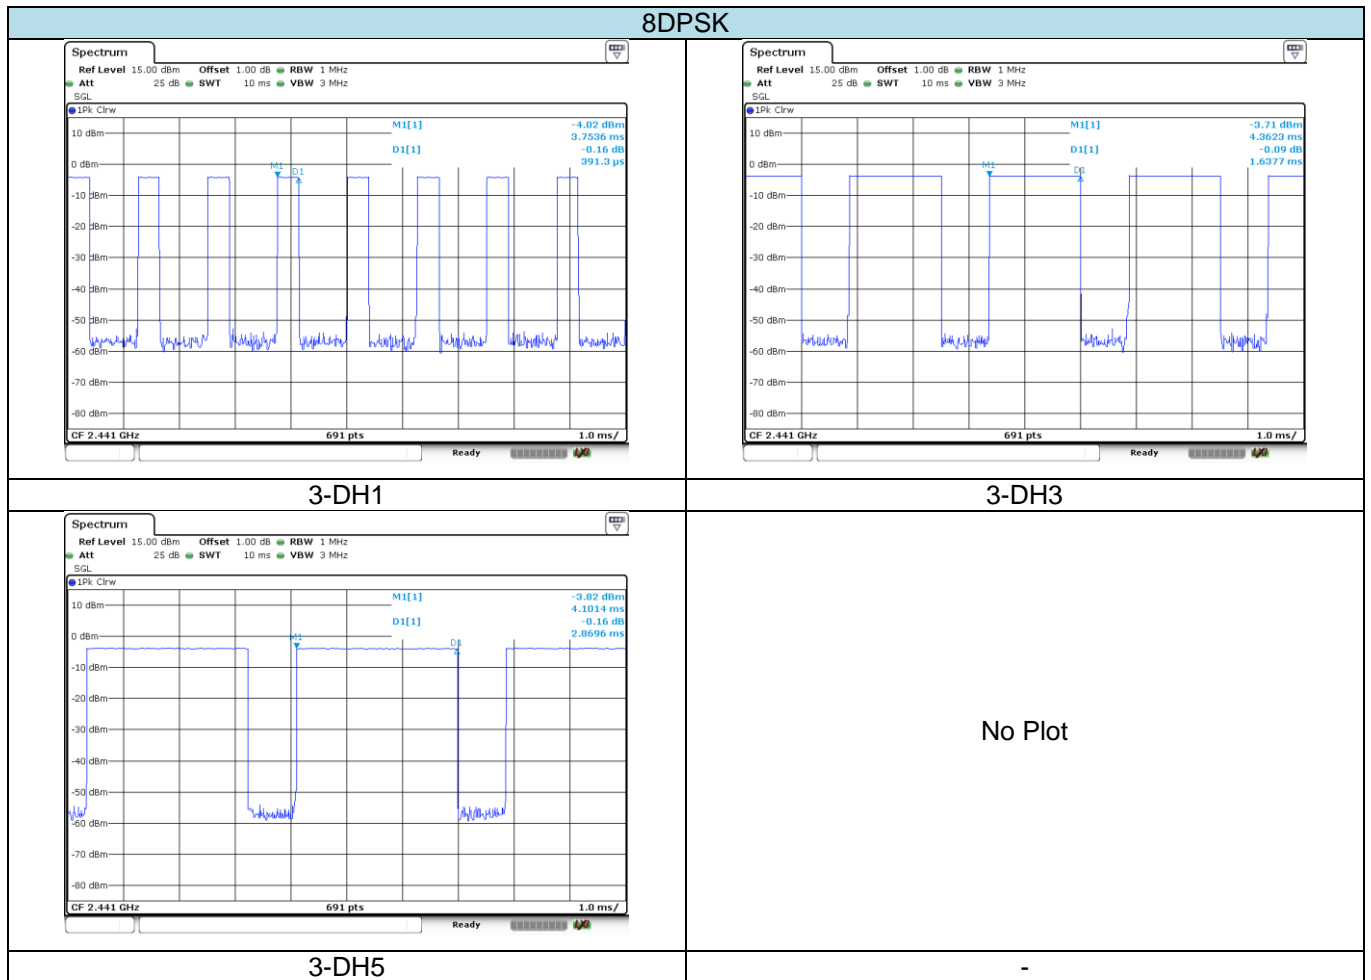 8DPSK
Spectrum
Ref Level 15.00 dBm Offset 1.00 dB RBW 1 MHz
Att 25 dB SWT 10 ms VBW 3 MHz
SGL
1Pk Clrw
M1[1] -4.02 dBm
3.7536 ms
D1[1] -0.16 dB
391.3 µs
10 dBm
0 dBm
M1
D1
-10 dBm
-20 dBm
-30 dBm
-40 dBm
-50 dBm
-60 dBm
-70 dBm
-80 dBm
CF 2.441 GHz 691 pts 1.0 ms/
Ready
Spectrum
Ref Level 15.00 dBm Offset 1.00 dB RBW 1 MHz
Att 25 dB SWT 10 ms VBW 3 MHz
SGL
1Pk Clrw
M1[1] -3.71 dBm
4.3623 ms
D1[1] -0.09 dB
1.6377 ms
10 dBm
0 dBm
M1
D1
-10 dBm
-20 dBm
-30 dBm
-40 dBm
-50 dBm
-60 dBm
-70 dBm
-80 dBm
CF 2.441 GHz 691 pts 1.0 ms/
Ready
3-DH1 3-DH3
Spectrum
Ref Level 15.00 dBm Offset 1.00 dB RBW 1 MHz
Att 25 dB SWT 10 ms VBW 3 MHz
SGL
1Pk Clrw
M1[1] -3.82 dBm
4.1014 ms
D1[1] -0.16 dB
2.8696 ms
10 dBm
0 dBm
M1
D1
-10 dBm
-20 dBm
-30 dBm
-40 dBm
-50 dBm
-60 dBm
-70 dBm
-80 dBm
CF 2.441 GHz 691 pts 1.0 ms/
Ready
No Plot
3-DH5 -